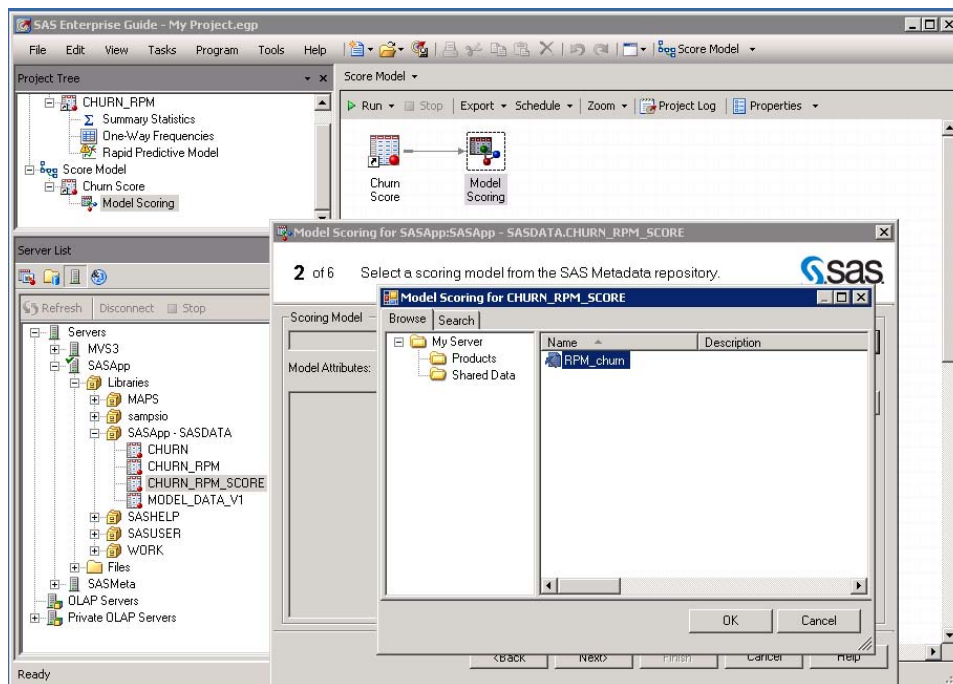 SAS Enterprise Guide - My Project.egp
File Edit View Tasks Program Tools Help Score Model
Project Tree
CHURN_RPM
Summary Statistics
One-Way Frequencies
Rapid Predictive Model
Score Model
Churn Score
Model Scoring
Score Model
Run Stop Export Schedule Zoom Project Log Properties
Churn Score
Model Scoring
Server List
Refresh Disconnect Stop
Servers
MVS3
SASApp
Libraries
MAPS
sampsio
SASApp - SASDATA
CHURN
CHURN_RPM
CHURN_RPM_SCORE
MODEL_DATA_V1
SASHELP
SASUSER
WORK
Files
SASMeta
OLAP Servers
Private OLAP Servers
Model Scoring for SASApp:SASApp - SASDATA.CHURN_RPM_SCORE
2 of 6 Select a scoring model from the SAS Metadata repository.
sas
Scoring Model
Model Attributes:
Model Scoring for CHURN_RPM_SCORE
Browse Search
My Server
Products
Shared Data
Name Description
RPM_churn
OK Cancel
<Back Next> Finish Cancel Help
Ready